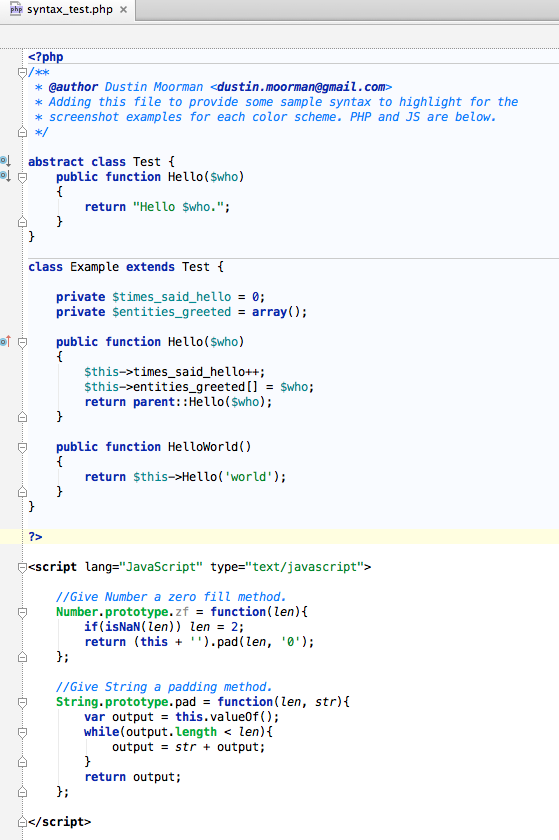 php syntax_test.php ×
<?php
/**
 * @author Dustin Moorman <dustin.moorman@gmail.com>
 * Adding this file to provide some sample syntax to highlight for the
 * screenshot examples for each color scheme. PHP and JS are below.
 */

abstract class Test {
    public function Hello($who)
    {
        return "Hello $who.";
    }
}

class Example extends Test {

    private $times_said_hello = 0;
    private $entities_greeted = array();

    public function Hello($who)
    {
        $this->times_said_hello++;
        $this->entities_greeted[] = $who;
        return parent::Hello($who);
    }

    public function HelloWorld()
    {
        return $this->Hello('world');
    }
}

?>

<script lang="JavaScript" type="text/javascript">

    //Give Number a zero fill method.
    Number.prototype.zf = function(len){
        if(isNaN(len)) len = 2;
        return (this + '').pad(len, '0');
    };

    //Give String a padding method.
    String.prototype.pad = function(len, str){
        var output = this.valueOf();
        while(output.length < len){
            output = str + output;
        }
        return output;
    };

</script>